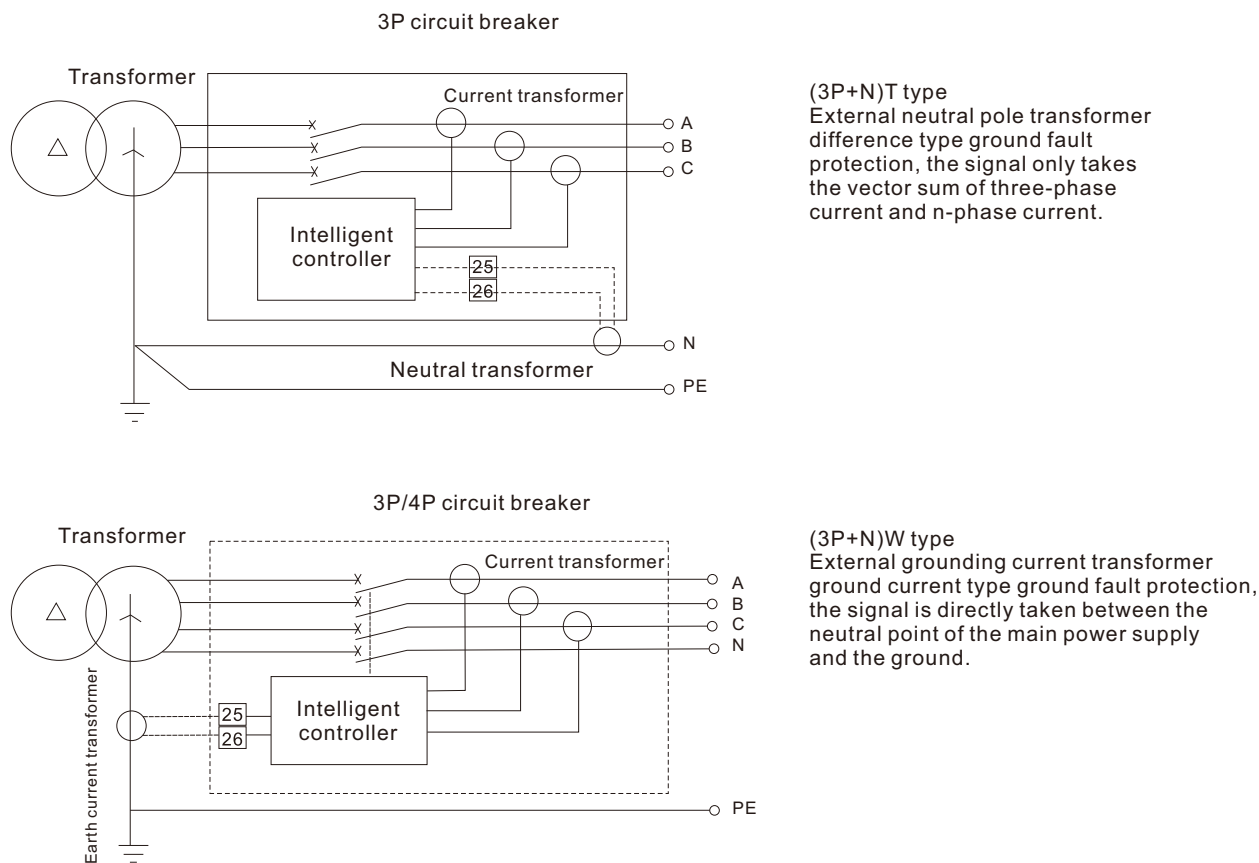 3P circuit breaker
Transformer
Current transformer
A
B
C
Intelligent
controller
25
26
N
Neutral transformer
PE
(3P+N)T type
External neutral pole transformer
difference type ground fault
protection, the signal only takes
the vector sum of three-phase
current and n-phase current.
3P/4P circuit breaker
Transformer
Current transformer
A
B
C
N
Intelligent
controller
25
26
Earth current transformer
PE
(3P+N)W type
External grounding current transformer
ground current type ground fault protection,
the signal is directly taken between the
neutral point of the main power supply
and the ground.